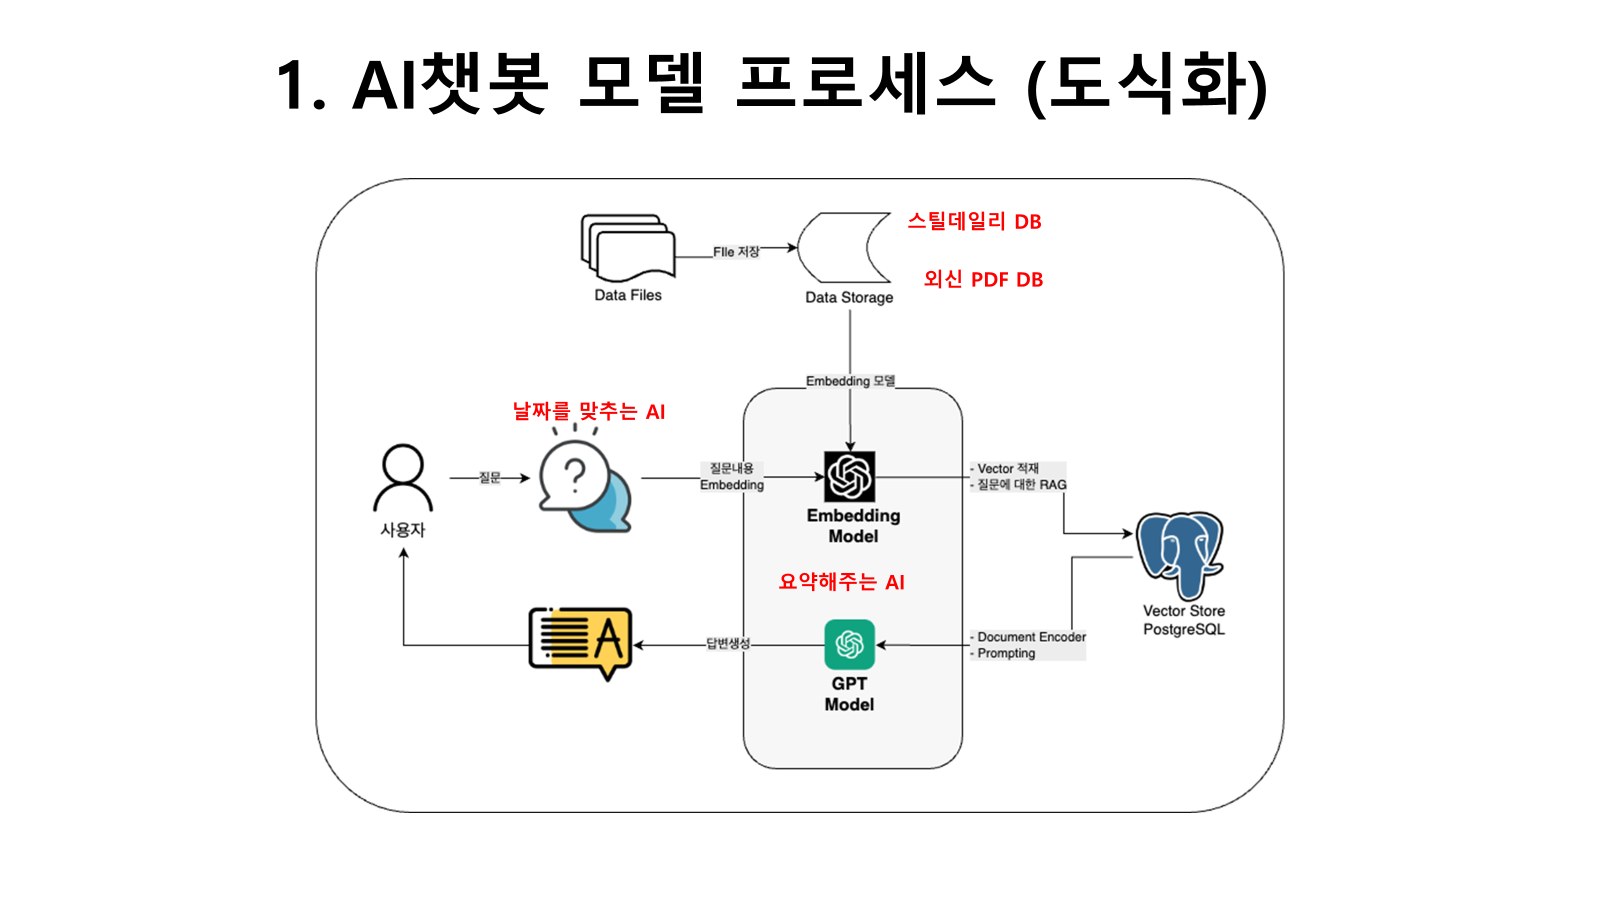 1. AI챗봇 모델 프로세스 (도식화)
스틸데일리 DB
FIle 저장
외신 PDF DB
Data Files
Data Storage
Embedding 모델
날짜를 맞추는 AI
?
질문
질문내용
Embedding
- Vector 적재
- 질문에 대한 RAG
사용자
Embedding
Model
요약해주는 AI
Vector Store
PostgreSQL
A
답변생성
- Document Encoder
- Prompting
GPT
Model